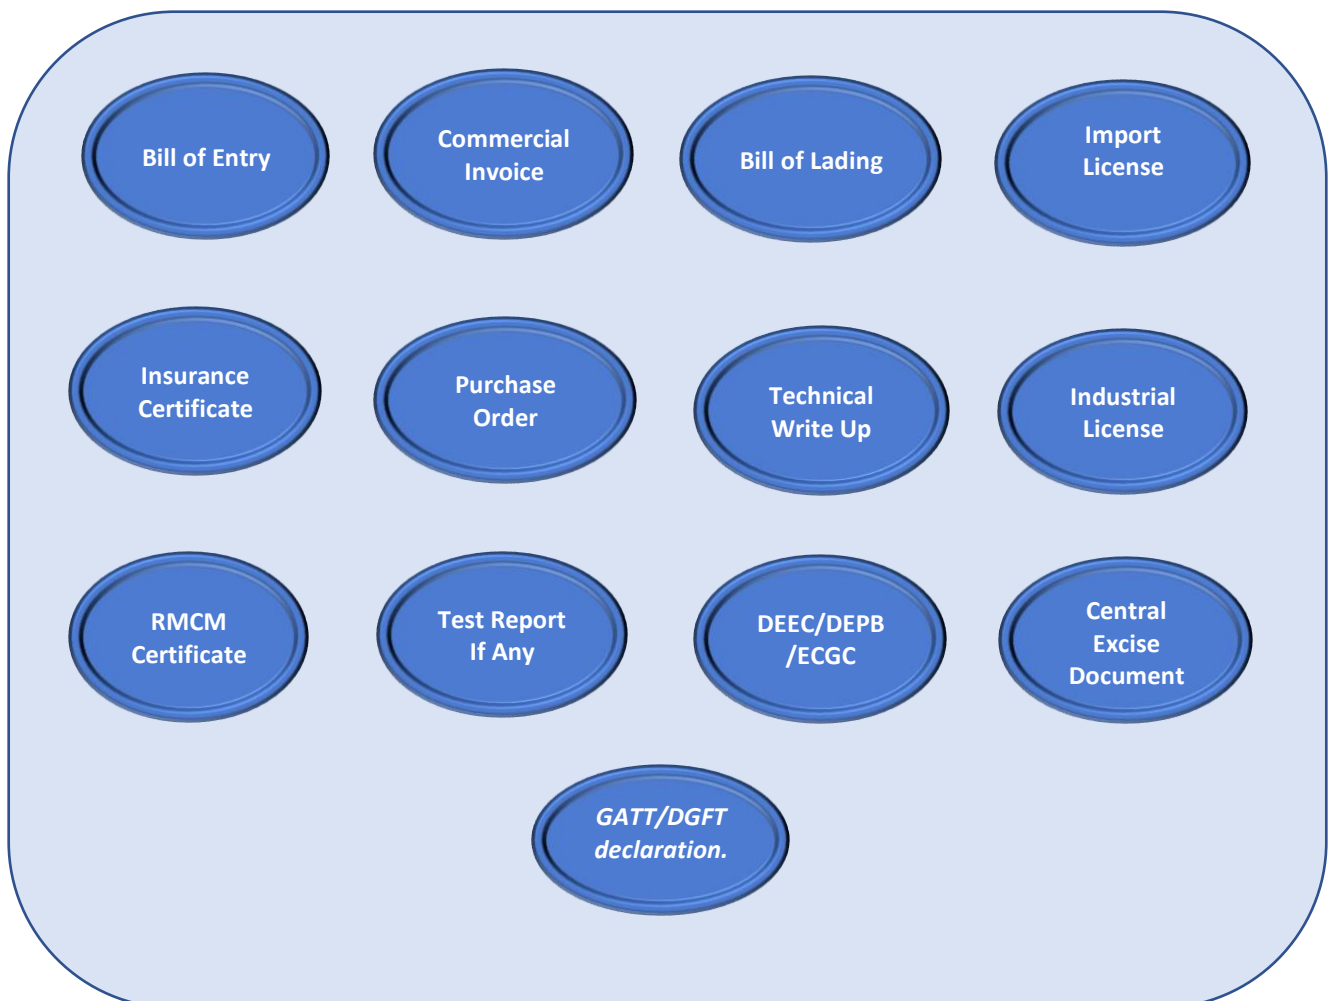 Bill of Entry
Commercial
Invoice
Bill of Lading
Import
License
Insurance
Certificate
Purchase
Order
Technical
Write Up
Industrial
License
RMCM
Certificate
Test Report
If Any
DEEC/DEPB
/ECGC
Central
Excise
Document
GATT/DGFT
declaration.